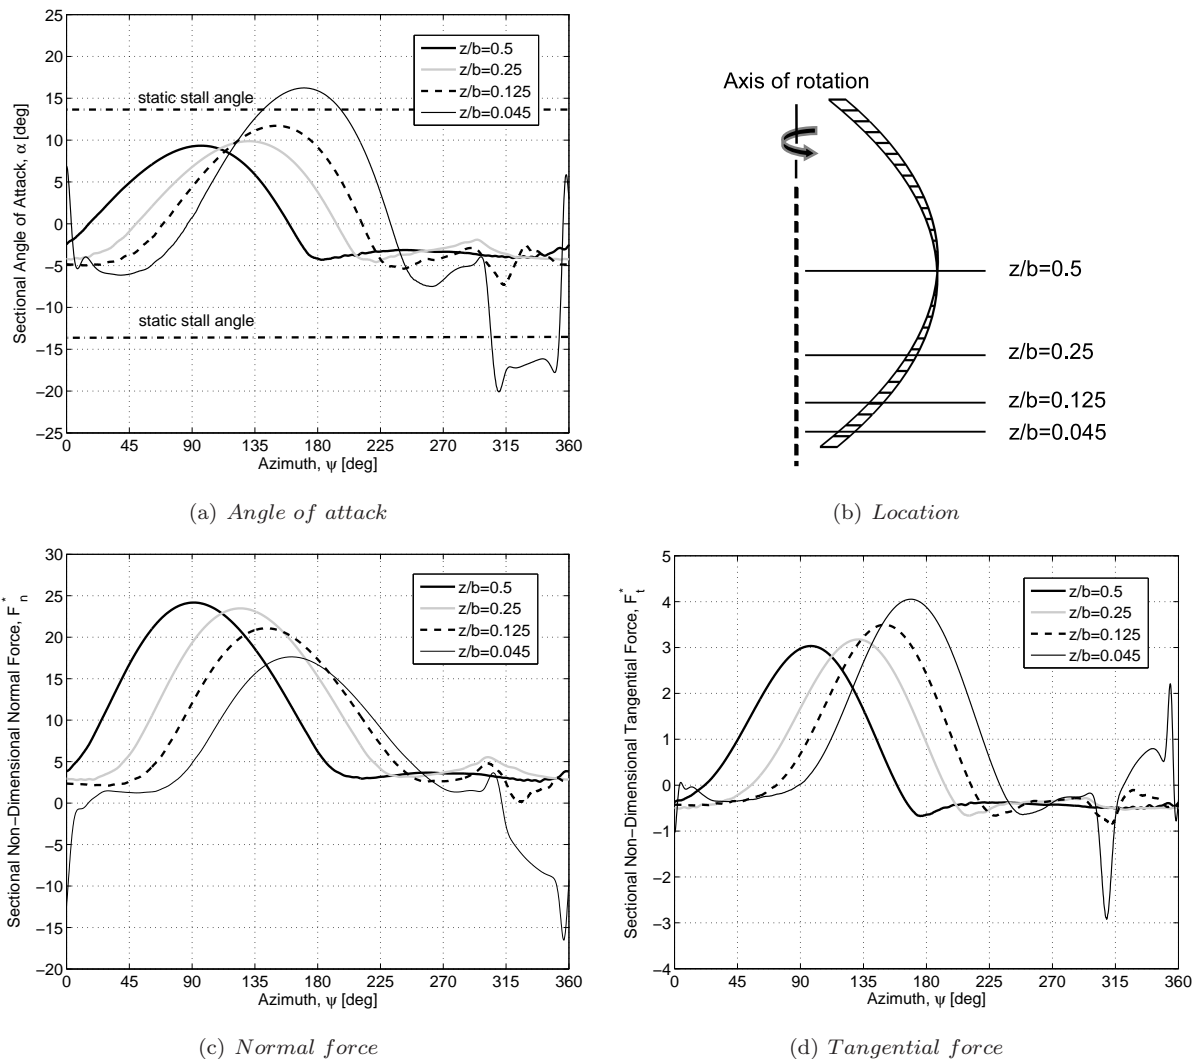 25
20
15
10
5
0
−5
−10
−15
−20
−25
Sectional Angle of Attack, α [deg]
z/b=0.5
z/b=0.25
z/b=0.125
z/b=0.045
static stall angle
static stall angle
0 45 90 135 180 225 270 315 360
Azimuth, ψ [deg]
(a) Angle of attack
Axis of rotation
z/b=0.5
z/b=0.25
z/b=0.125
z/b=0.045
(b) Location
30
25
20
15
10
5
0
−5
−10
−15
−20
Sectional Non−Dimensional Normal Force, F*n
z/b=0.5
z/b=0.25
z/b=0.125
z/b=0.045
0 45 90 135 180 225 270 315 360
Azimuth, ψ [deg]
(c) Normal force
5
4
3
2
1
0
−1
−2
−3
−4
Sectional Non−Dimensional Tangential Force, F*t
z/b=0.5
z/b=0.25
z/b=0.125
z/b=0.045
0 45 90 135 180 225 270 315 360
Azimuth, ψ [deg]
(d) Tangential force